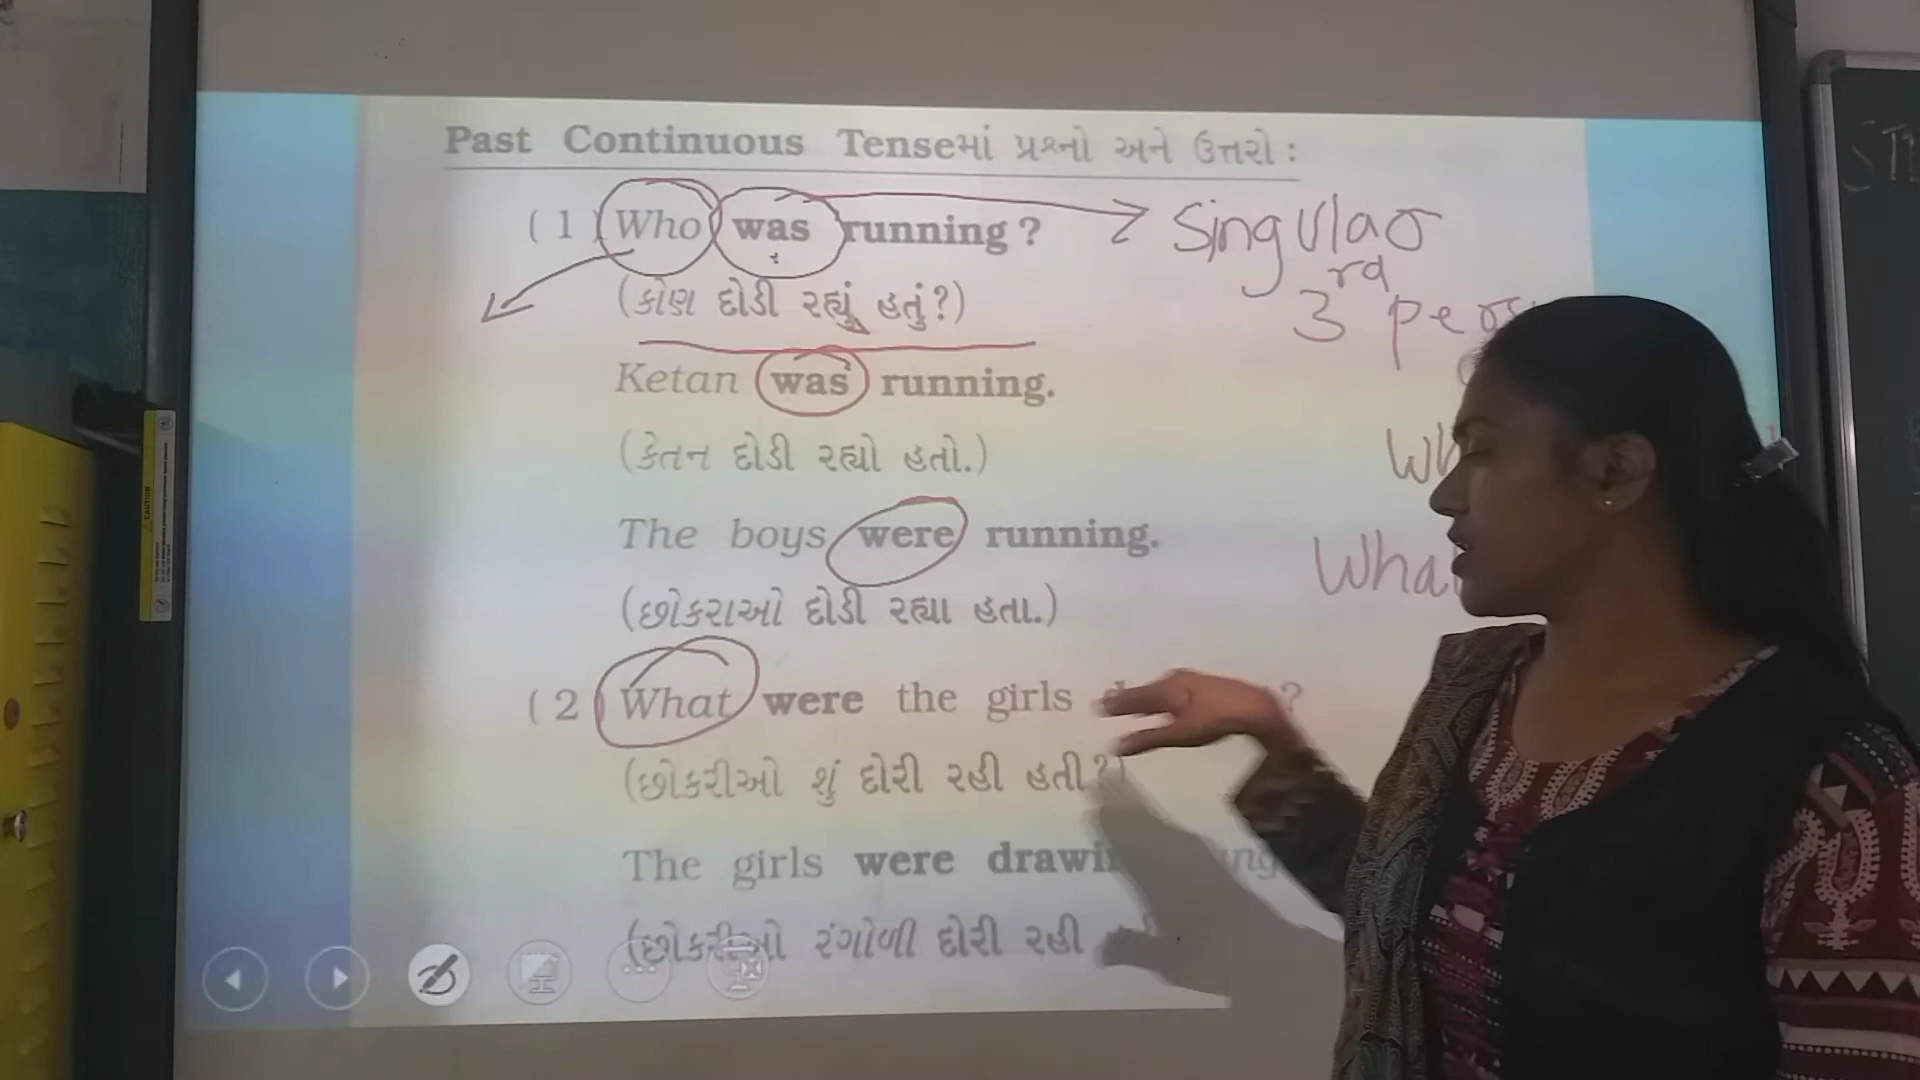 Past Continuous Tenseમાં પ્રશ્નો અને ઉત્તરો :
( 1 ) Who was running ?
Singular
3rd
(કોણ દોડી રહ્યું હતું?)
Ketan was running.
(કેતન દોડી રહ્યો હતો.)
The boys were running.
(છોકરાઓ દોડી રહ્યા હતા.)
( 2 What were the girls ?
(છોકરીઓ શું દોરી રહી હતી?)
The girls were
(છોકરીઓ રંગોળી દોરી રહી
CAUTION